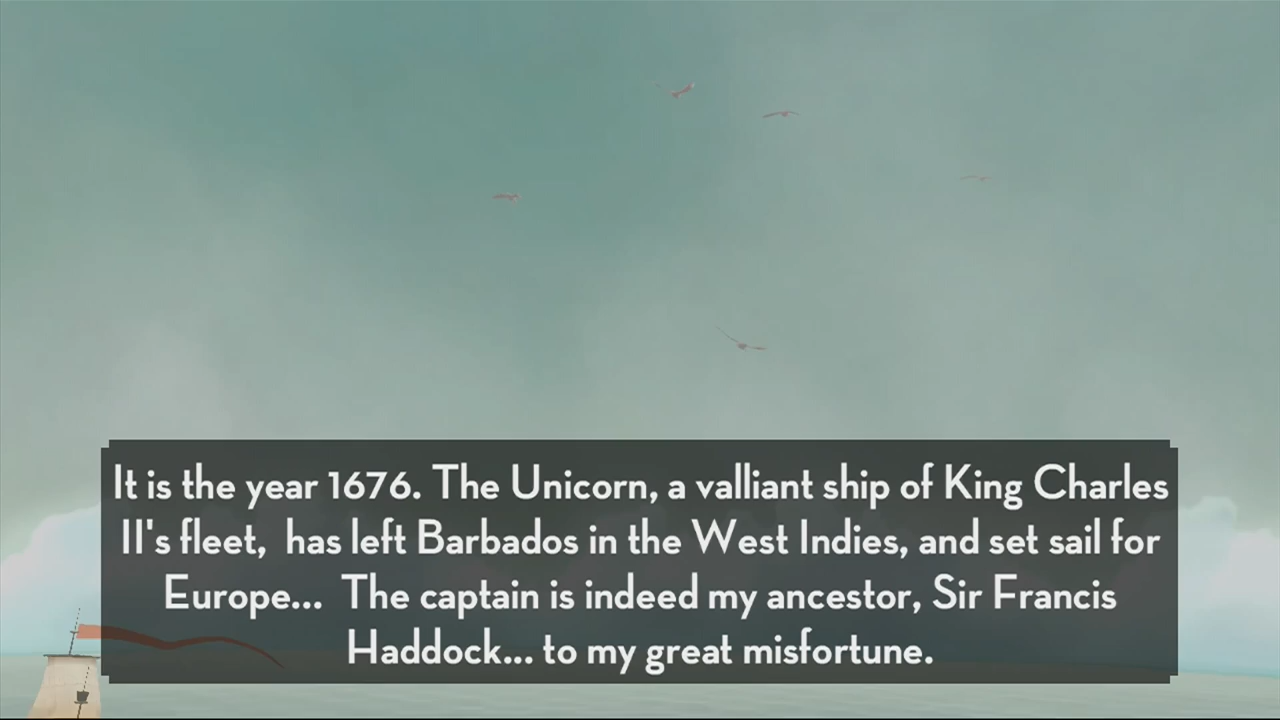 It is the year 1676. The Unicorn, a valliant ship of King Charles
II's fleet,  has left Barbados in the West Indies, and set sail for
Europe...  The captain is indeed my ancestor, Sir Francis
Haddock... to my great misfortune.